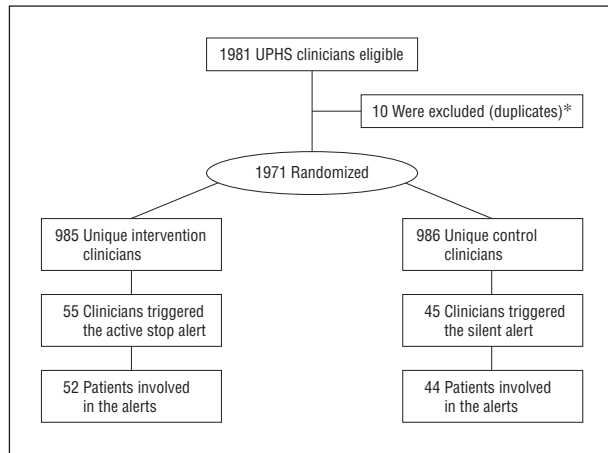 1981 UPHS clinicians eligible
10 Were excluded (duplicates)*
1971 Randomized
985 Unique intervention
clinicians
986 Unique control
clinicians
55 Clinicians triggered
the active stop alert
45 Clinicians triggered
the silent alert
52 Patients involved
in the alerts
44 Patients involved
in the alerts